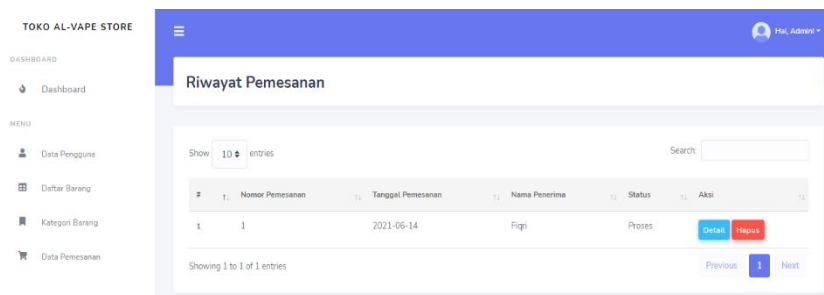 TOKO AL-VAPE STORE
Hai, Admin!
DASHBOARD
Dashboard
MENU
Data Pengguna
Daftar Barang
Kategori Barang
Data Pemesanan
Riwayat Pemesanan
Show 10 entries
Search:
# Nomor Pemesanan Tanggal Pemesanan Nama Penerima Status Aksi
1 1 2021-06-14 Fiqri Proses Detail Hapus
Showing 1 to 1 of 1 entries
Previous 1 Next